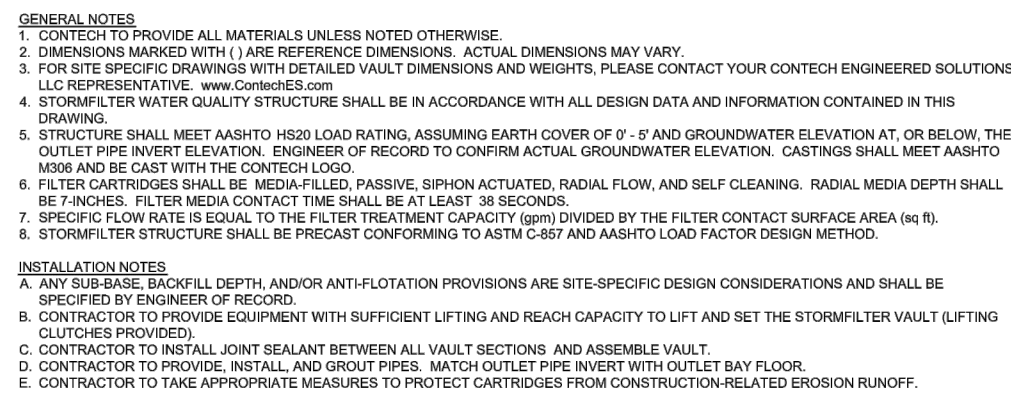 GENERAL NOTES
1. CONTECH TO PROVIDE ALL MATERIALS UNLESS NOTED OTHERWISE.
2. DIMENSIONS MARKED WITH ( ) ARE REFERENCE DIMENSIONS. ACTUAL DIMENSIONS MAY VARY.
3. FOR SITE SPECIFIC DRAWINGS WITH DETAILED VAULT DIMENSIONS AND WEIGHTS, PLEASE CONTACT YOUR CONTECH ENGINEERED SOLUTIONS
LLC REPRESENTATIVE. www.ContechES.com
4. STORMFILTER WATER QUALITY STRUCTURE SHALL BE IN ACCORDANCE WITH ALL DESIGN DATA AND INFORMATION CONTAINED IN THIS
DRAWING.
5. STRUCTURE SHALL MEET AASHTO HS20 LOAD RATING, ASSUMING EARTH COVER OF 0' - 5' AND GROUNDWATER ELEVATION AT, OR BELOW, THE
OUTLET PIPE INVERT ELEVATION. ENGINEER OF RECORD TO CONFIRM ACTUAL GROUNDWATER ELEVATION. CASTINGS SHALL MEET AASHTO
M306 AND BE CAST WITH THE CONTECH LOGO.
6. FILTER CARTRIDGES SHALL BE MEDIA-FILLED, PASSIVE, SIPHON ACTUATED, RADIAL FLOW, AND SELF CLEANING. RADIAL MEDIA DEPTH SHALL
BE 7-INCHES. FILTER MEDIA CONTACT TIME SHALL BE AT LEAST 38 SECONDS.
7. SPECIFIC FLOW RATE IS EQUAL TO THE FILTER TREATMENT CAPACITY (gpm) DIVIDED BY THE FILTER CONTACT SURFACE AREA (sq ft).
8. STORMFILTER STRUCTURE SHALL BE PRECAST CONFORMING TO ASTM C-857 AND AASHTO LOAD FACTOR DESIGN METHOD.
INSTALLATION NOTES
A. ANY SUB-BASE, BACKFILL DEPTH, AND/OR ANTI-FLOTATION PROVISIONS ARE SITE-SPECIFIC DESIGN CONSIDERATIONS AND SHALL BE
SPECIFIED BY ENGINEER OF RECORD.
B. CONTRACTOR TO PROVIDE EQUIPMENT WITH SUFFICIENT LIFTING AND REACH CAPACITY TO LIFT AND SET THE STORMFILTER VAULT (LIFTING
CLUTCHES PROVIDED).
C. CONTRACTOR TO INSTALL JOINT SEALANT BETWEEN ALL VAULT SECTIONS AND ASSEMBLE VAULT.
D. CONTRACTOR TO PROVIDE, INSTALL, AND GROUT PIPES. MATCH OUTLET PIPE INVERT WITH OUTLET BAY FLOOR.
E. CONTRACTOR TO TAKE APPROPRIATE MEASURES TO PROTECT CARTRIDGES FROM CONSTRUCTION-RELATED EROSION RUNOFF.